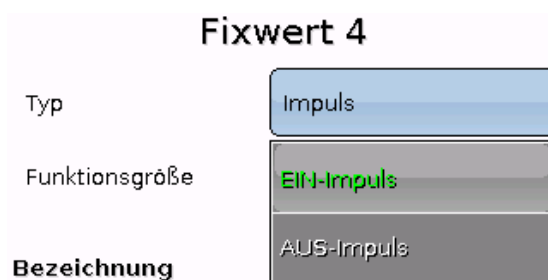 Fixwert 4
Typ Impuls
Funktionsgröße EIN-Impuls
AUS-Impuls
Bezeichnung